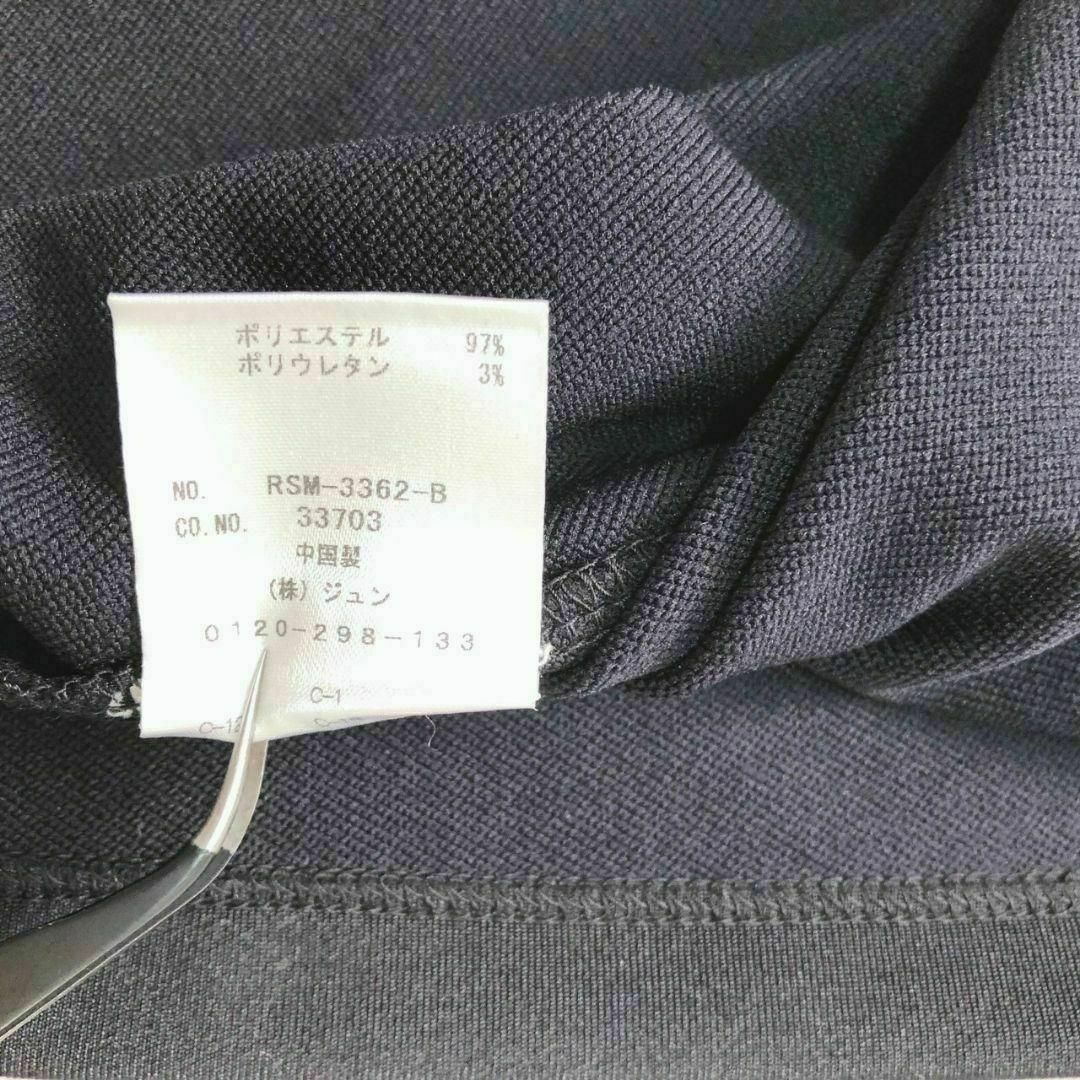 ポリエステル 97%
ポリウレタン 3%
NO. RSM-3362-B
CO.NO. 33703
中国製
(株)ジュン
0120-298-133
C-1